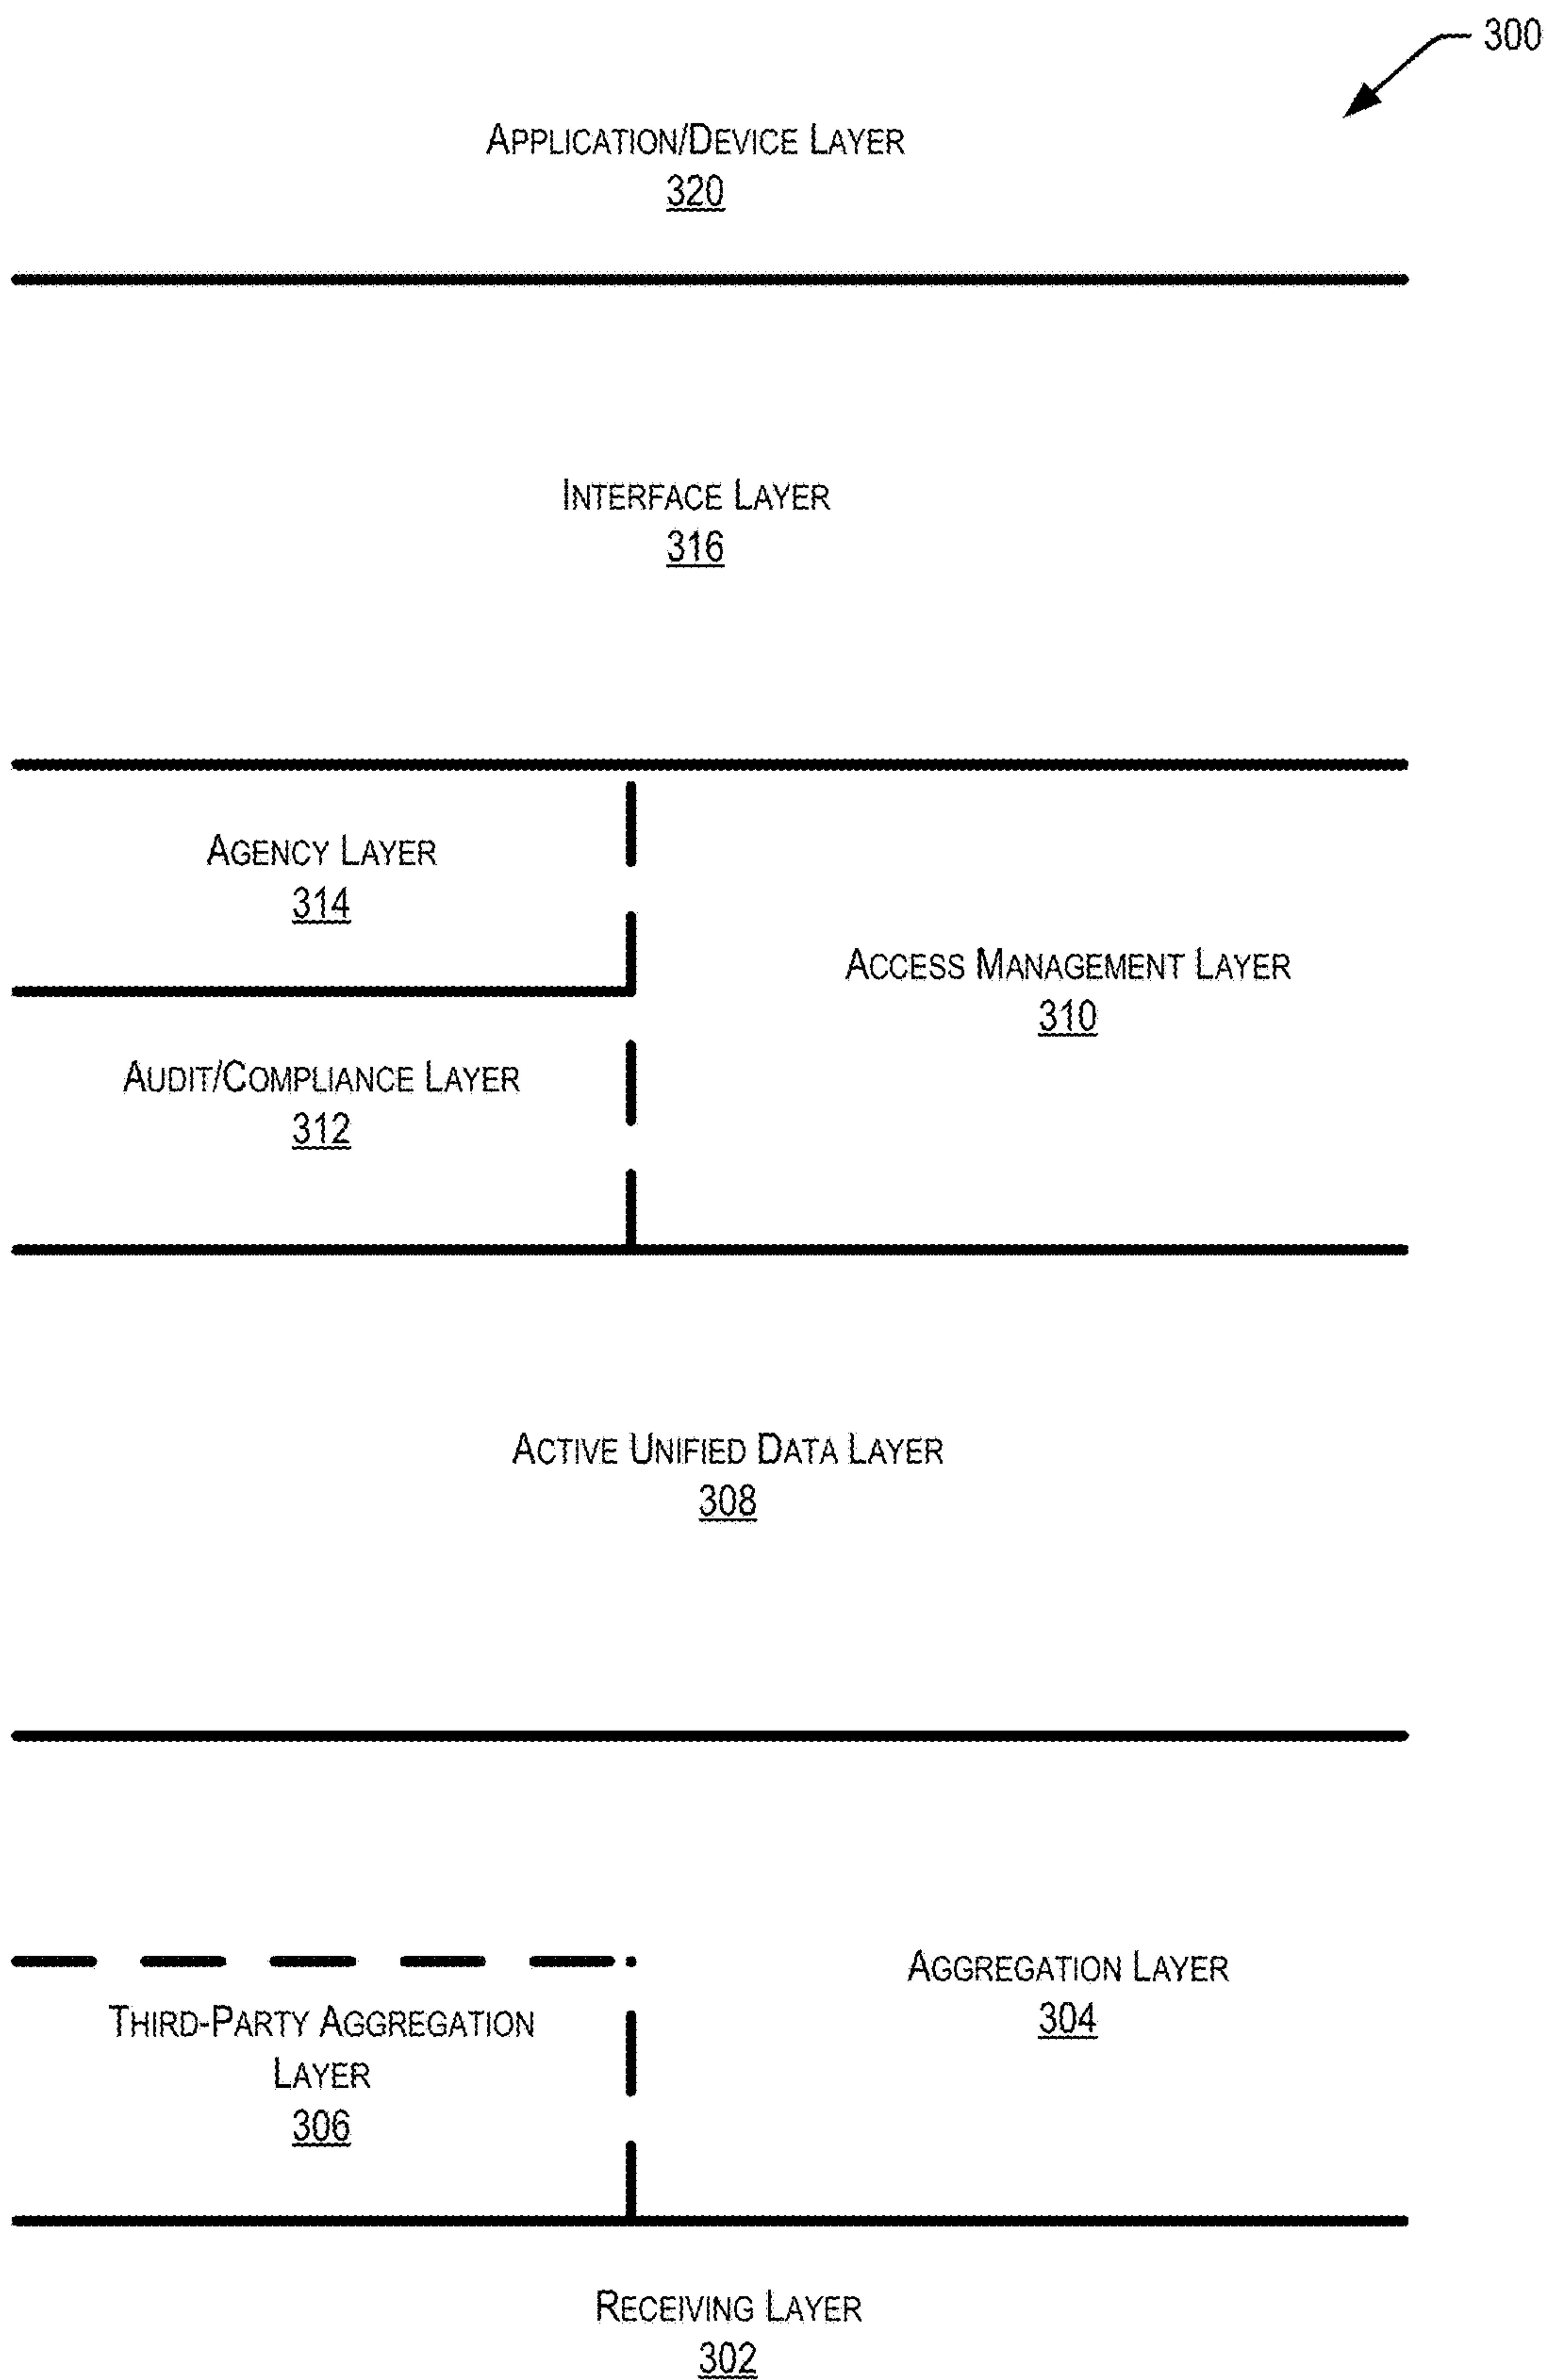 300
APPLICATION/DEVICE LAYER
320
INTERFACE LAYER
316
AGENCY LAYER
314
ACCESS MANAGEMENT LAYER
310
AUDIT/COMPLIANCE LAYER
312
ACTIVE UNIFIED DATA LAYER
308
AGGREGATION LAYER
304
THIRD-PARTY AGGREGATION
LAYER
306
RECEIVING LAYER
302